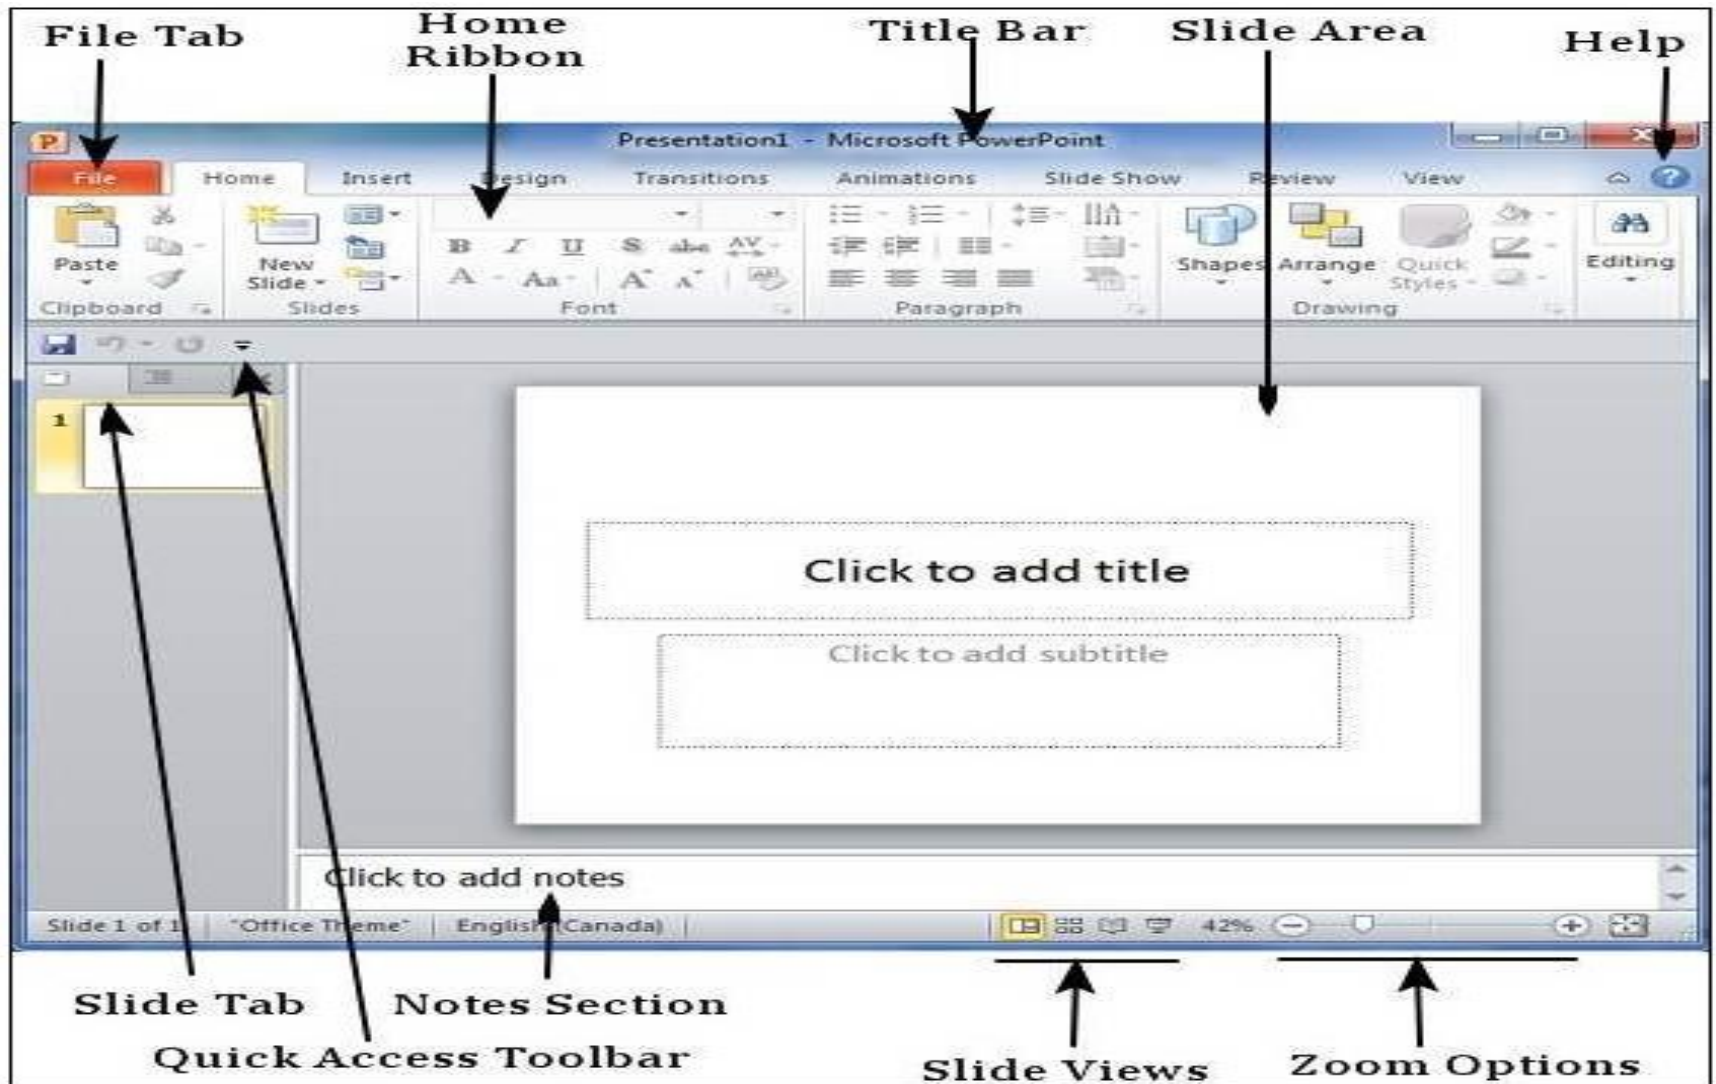 File Tab
Home
Ribbon
Title Bar
Slide Area
Help
P
Presentation1 - Microsoft PowerPoint
File Home Insert Design Transitions Animations Slide Show Review View
Paste
New
Slide
B I U S abc AV
A Aa A A
Shapes Arrange Quick
Styles
Editing
Clipboard Slides Font Paragraph Drawing
1
Click to add title
Click to add subtitle
Click to add notes
Slide 1 of 1 "Office Theme" English (Canada) 42%
Slide Tab
Notes Section
Quick Access Toolbar
Slide Views
Zoom Options